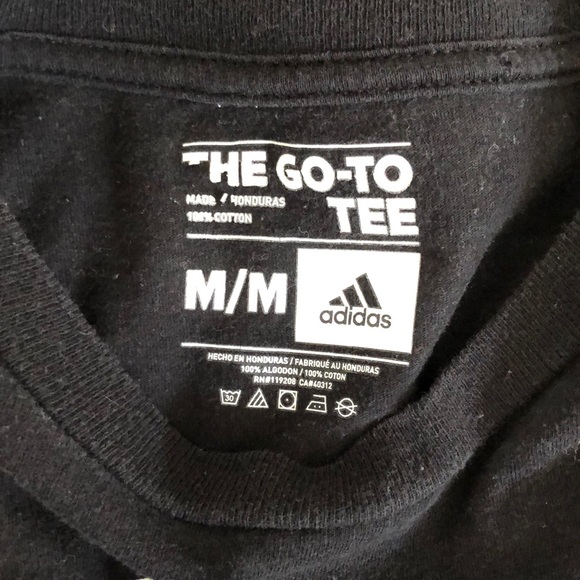 THE GO-TO
MADE / HONDURAS
100% COTTON
TEE
M/M
adidas
HECHO EN HONDURAS / FABRIQUÉ AU HONDURAS
100% ALGODON / 100% COTON
RN#119208 CA#40312
30